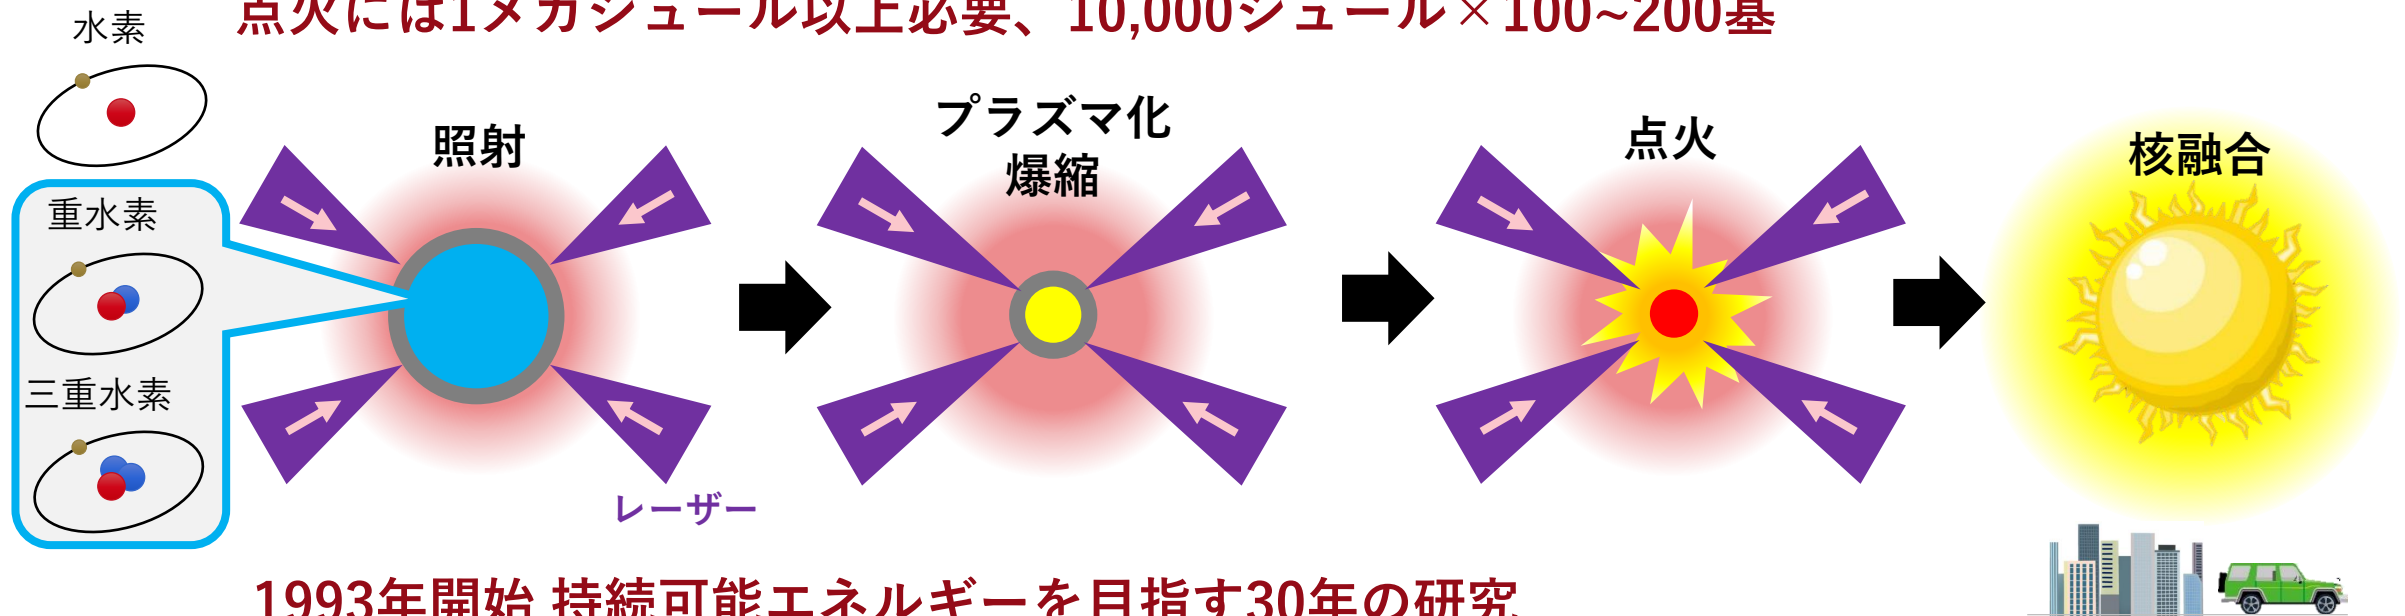 点火には1メガジュール以上必要、10,000ジュール×100~200基
水素
照射
プラズマ化
爆縮
点火
核融合
重水素
三重水素
レーザー
1993年開始 持続可能エネルギーを目指す30年の研究